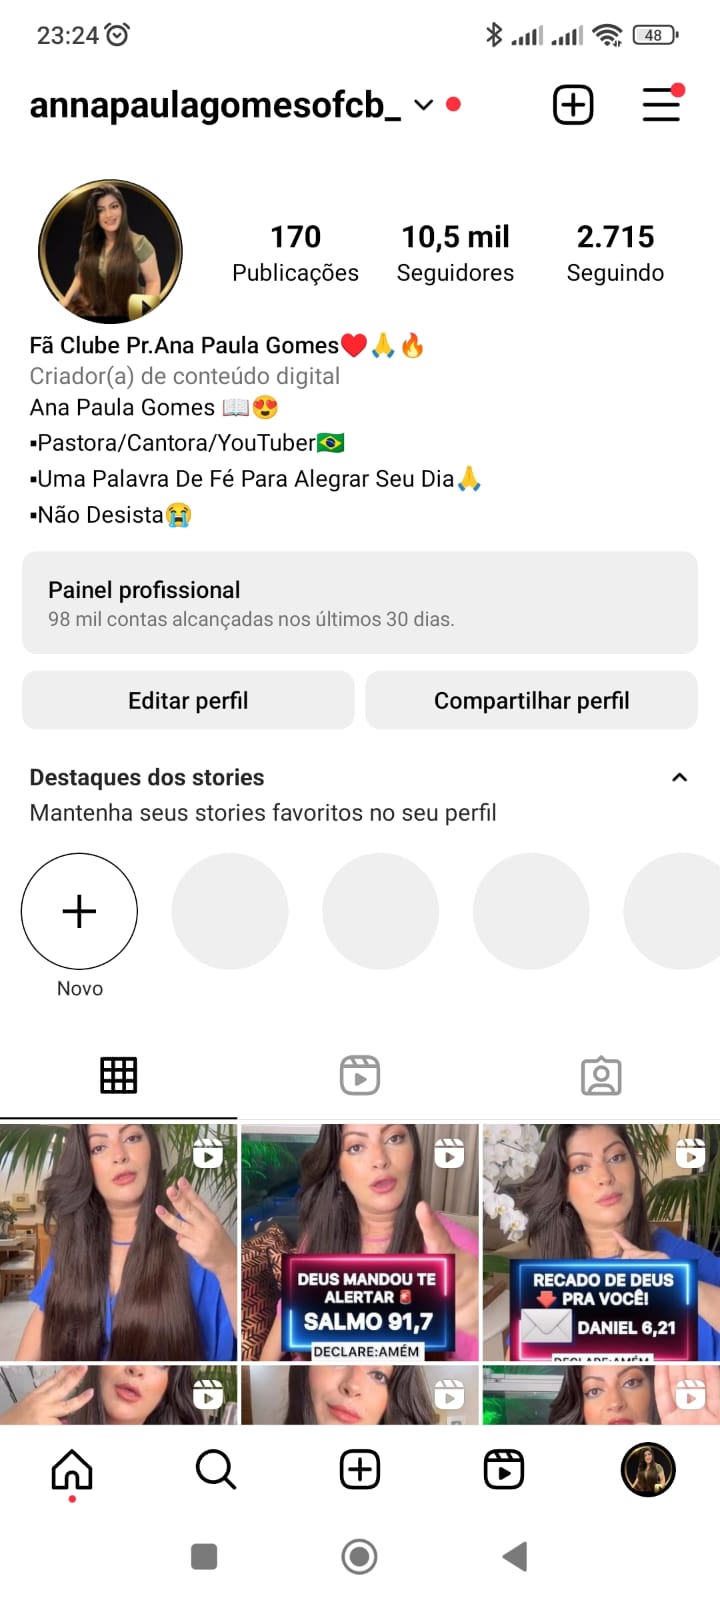 23:24
48
annapaulagomesofcb_
170
10,5 mil
2.715
Publicações
Seguidores
Seguindo
Fã Clube Pr.Ana Paula Gomes❤️🙏🔥
Criador(a) de conteúdo digital
Ana Paula Gomes 📖😍
▪Pastora/Cantora/YouTuber🇧🇷
▪Uma Palavra De Fé Para Alegrar Seu Dia🙏
▪Não Desista😭
Painel profissional
98 mil contas alcançadas nos últimos 30 dias.
Editar perfil
Compartilhar perfil
Destaques dos stories
Mantenha seus stories favoritos no seu perfil
Novo
DEUS MANDOU TE
ALERTAR 🚨
SALMO 91,7
DECLARE:AMÉM
RECADO DE DEUS
PRA VOCÊ!
DANIEL 6,21
DECLARE:AMÉM